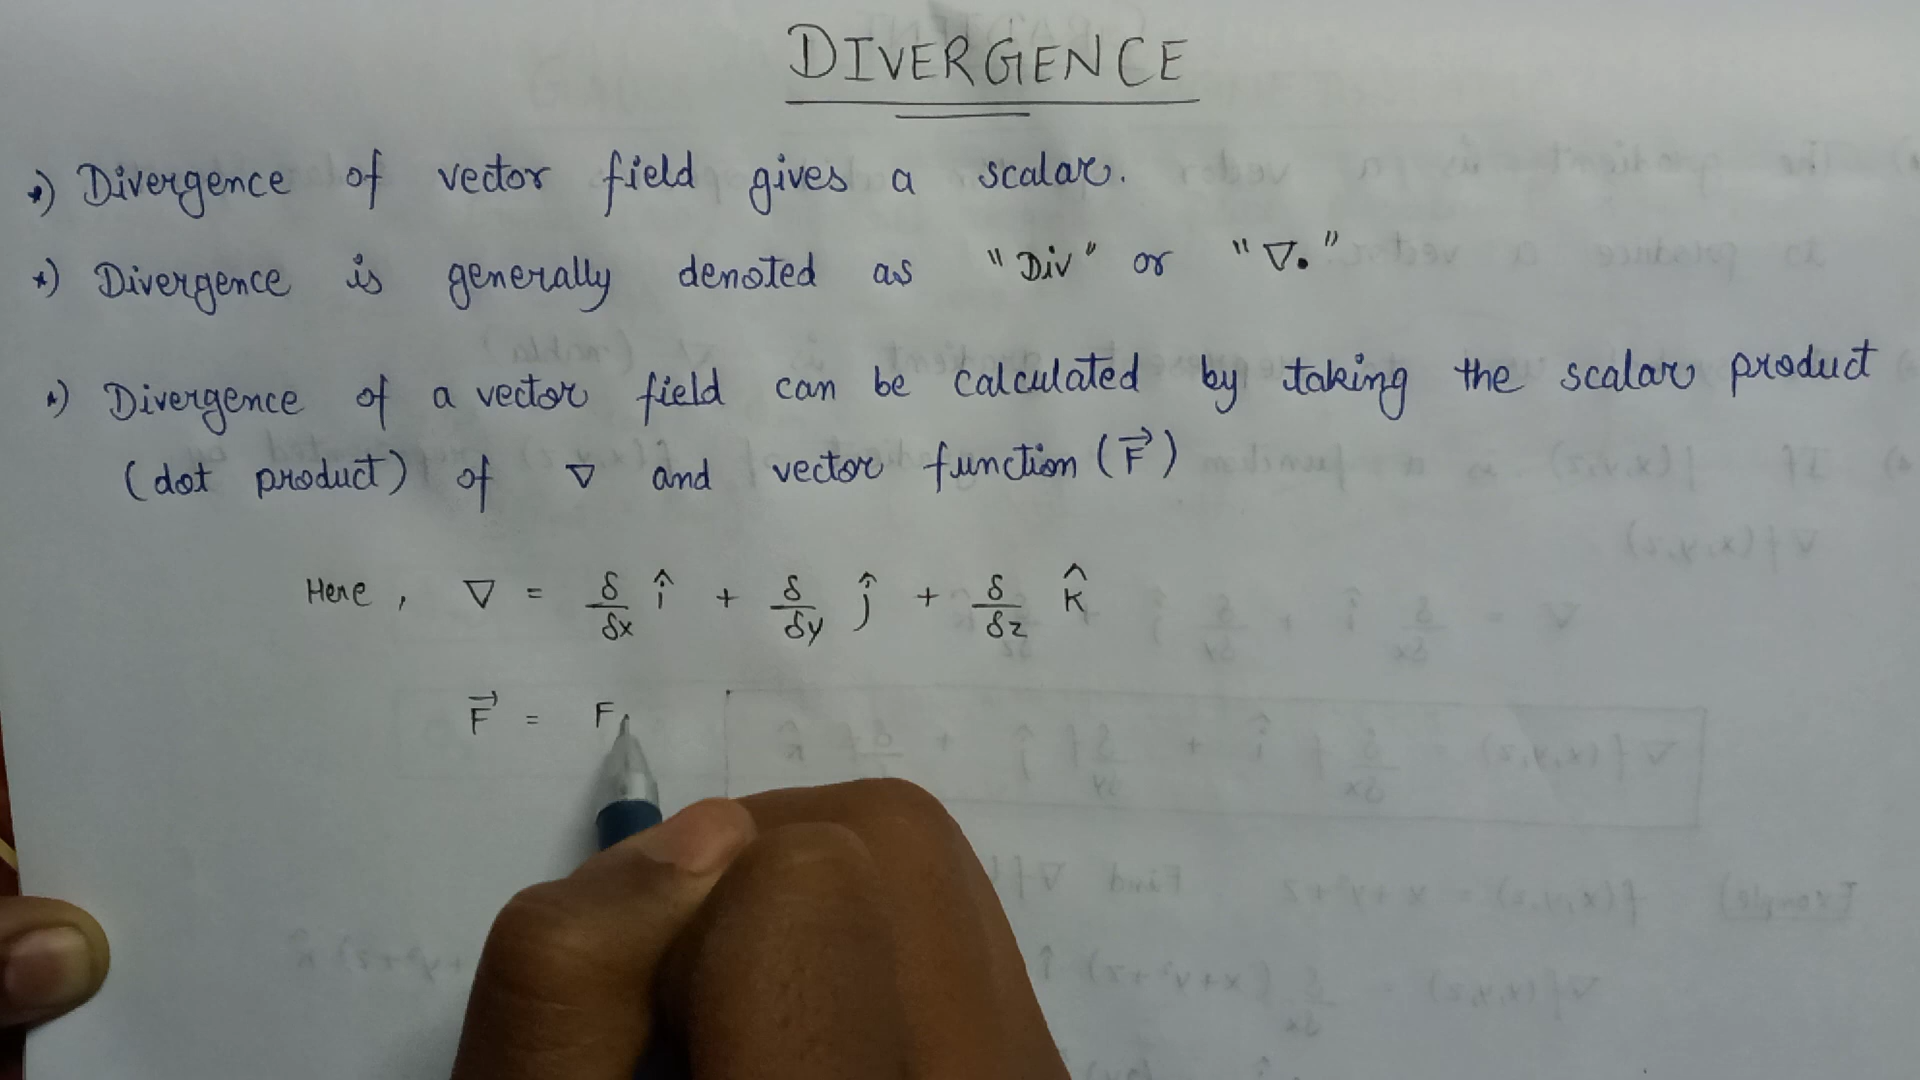 DIVERGENCE
*) Divergence of vector field gives a scalar.
*) Divergence is generally denoted as "Div" or "∇."
*) Divergence of a vector field can be calculated by taking the scalar product
(dot product) of ∇ and vector function (F⃗)
Here, ∇ = δ/δx î + δ/δy ĵ + δ/δz k̂
F⃗ = F